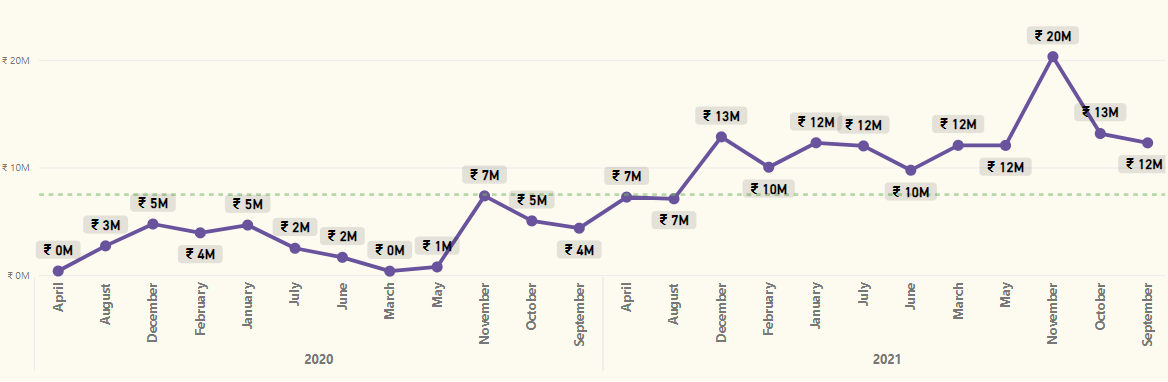 ₹ 20M
₹ 10M
₹ 0M
₹ 0M
₹ 3M
₹ 5M
₹ 4M
₹ 5M
₹ 2M
₹ 2M
₹ 0M
₹ 1M
₹ 7M
₹ 5M
₹ 4M
₹ 7M
₹ 7M
₹ 13M
₹ 10M
₹ 12M
₹ 12M
₹ 10M
₹ 12M
₹ 12M
₹ 20M
₹ 13M
₹ 12M
April
August
December
February
January
July
June
March
May
November
October
September
April
August
December
February
January
July
June
March
May
November
October
September
2020
2021